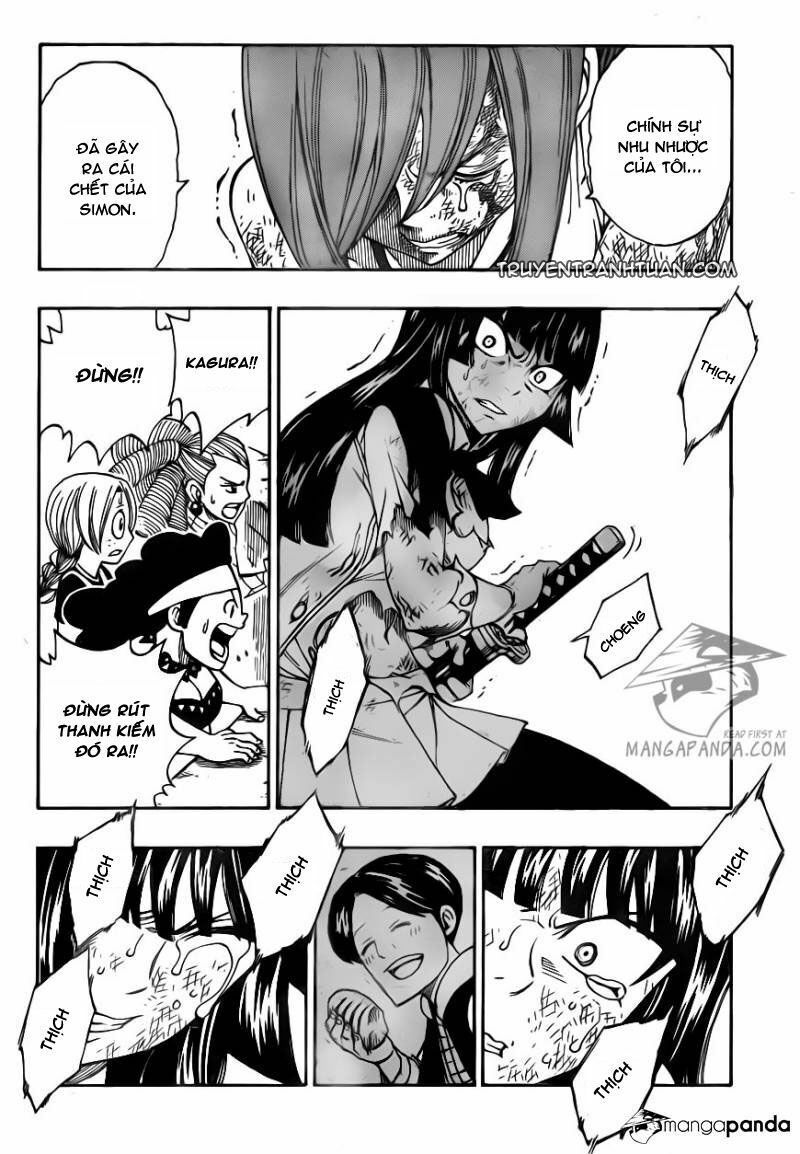 CHÍNH SỰ
NHU NHƯỢC
CỦA TÔI...
ĐÃ GÂY
RA CÁI
CHẾT CỦA
SIMON.
TRUYENTRANHTUAN.COM
THỊCH
KAGURA!!
ĐỪNG!!
CHOENG
THỊCH
ĐỪNG RÚT
THANH KIẾM
ĐÓ RA!!
READ FIRST AT
MANGAPANDA.COM
THỊCH
THỊCH
THỊCH
THỊCH
THỊCH
mangapanda